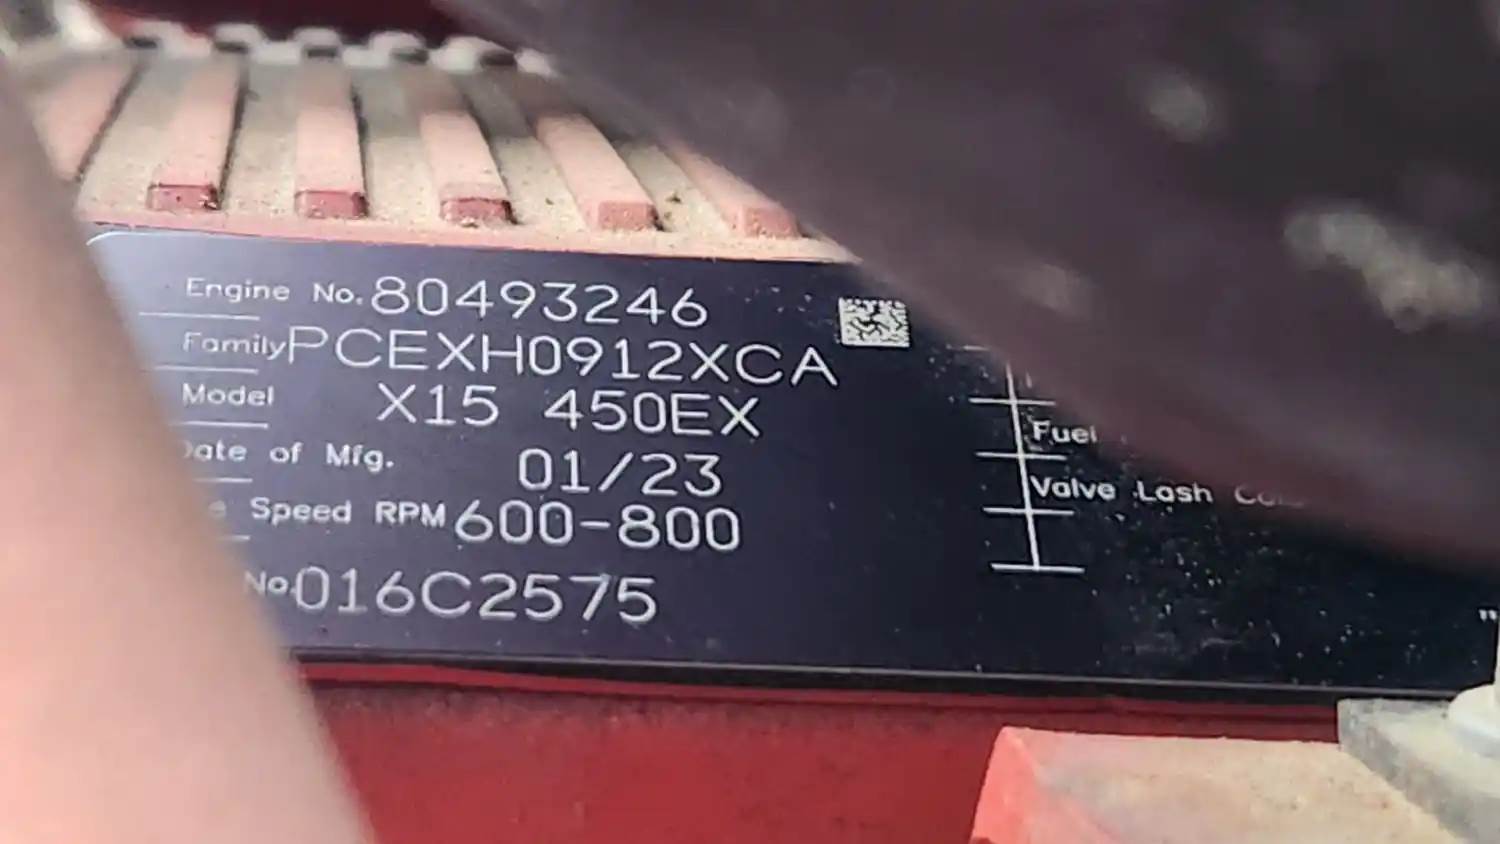 Engine No. 80493246
Family PCEXH0912XCA
Model X15 450EX
Date of Mfg. 01/23
Speed RPM 600-800
No. 016C2575
Fuel
Valve Lash